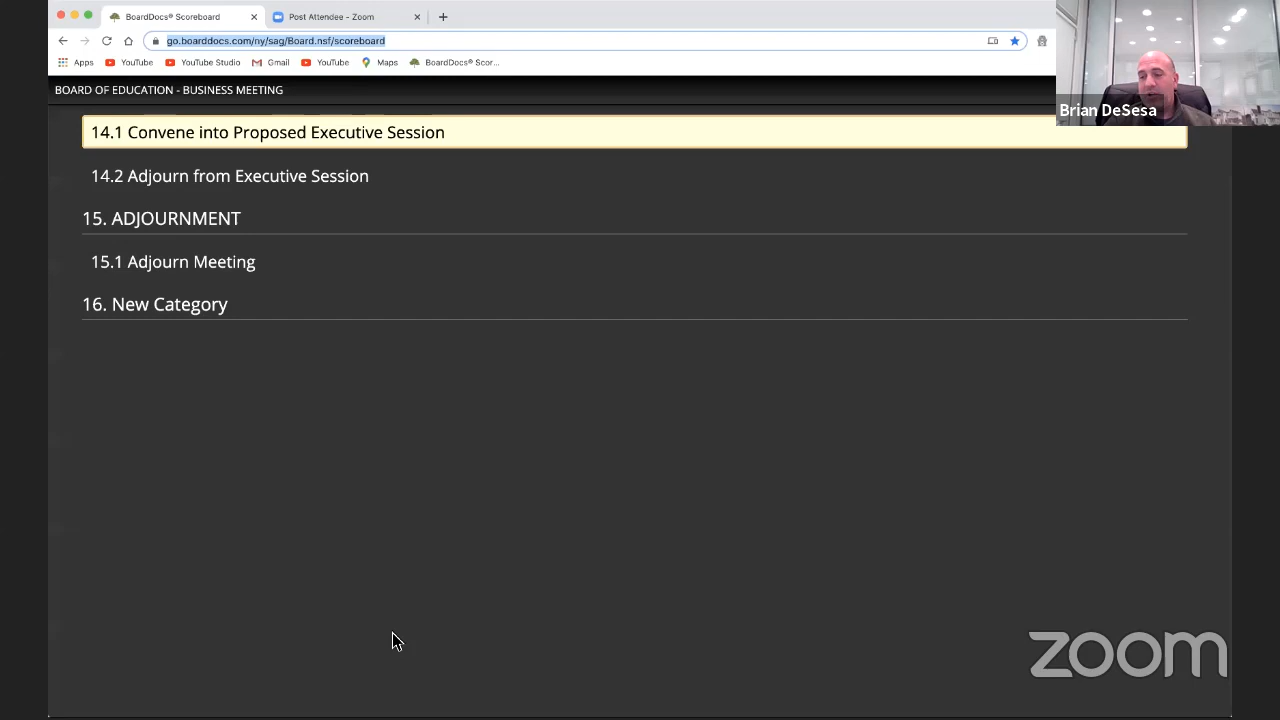 BoardDocs® Scoreboard
Post Attendee - Zoom
go.boarddocs.com/ny/sag/Board.nsf/scoreboard
Apps
YouTube
YouTube Studio
Gmail
YouTube
Maps
BoardDocs® Scor...
BOARD OF EDUCATION - BUSINESS MEETING
Brian DeSesa
14.1 Convene into Proposed Executive Session
14.2 Adjourn from Executive Session
15. ADJOURNMENT
15.1 Adjourn Meeting
16. New Category
zoom